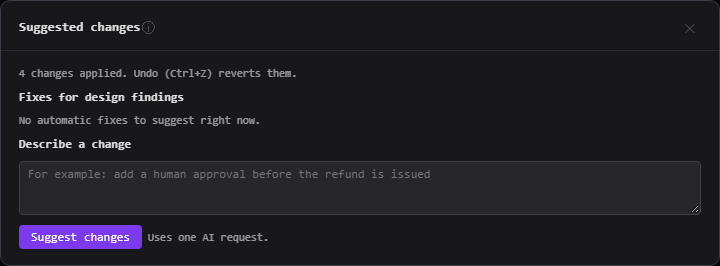 Suggested changes
4 changes applied. Undo (Ctrl+Z) reverts them.
Fixes for design findings
No automatic fixes to suggest right now.
Describe a change
For example: add a human approval before the refund is issued
Suggest changes Uses one AI request.